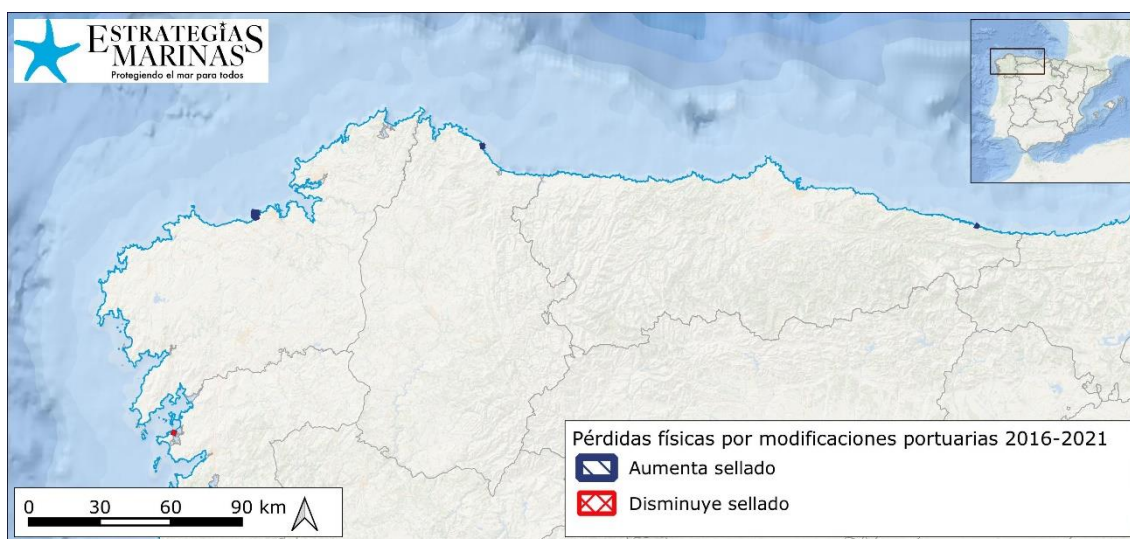 ESTRATEGIAS
MARINAS
Protegiendo el mar para todos
Pérdidas físicas por modificaciones portuarias 2016-2021
Aumenta sellado
Disminuye sellado
0 30 60 90 km